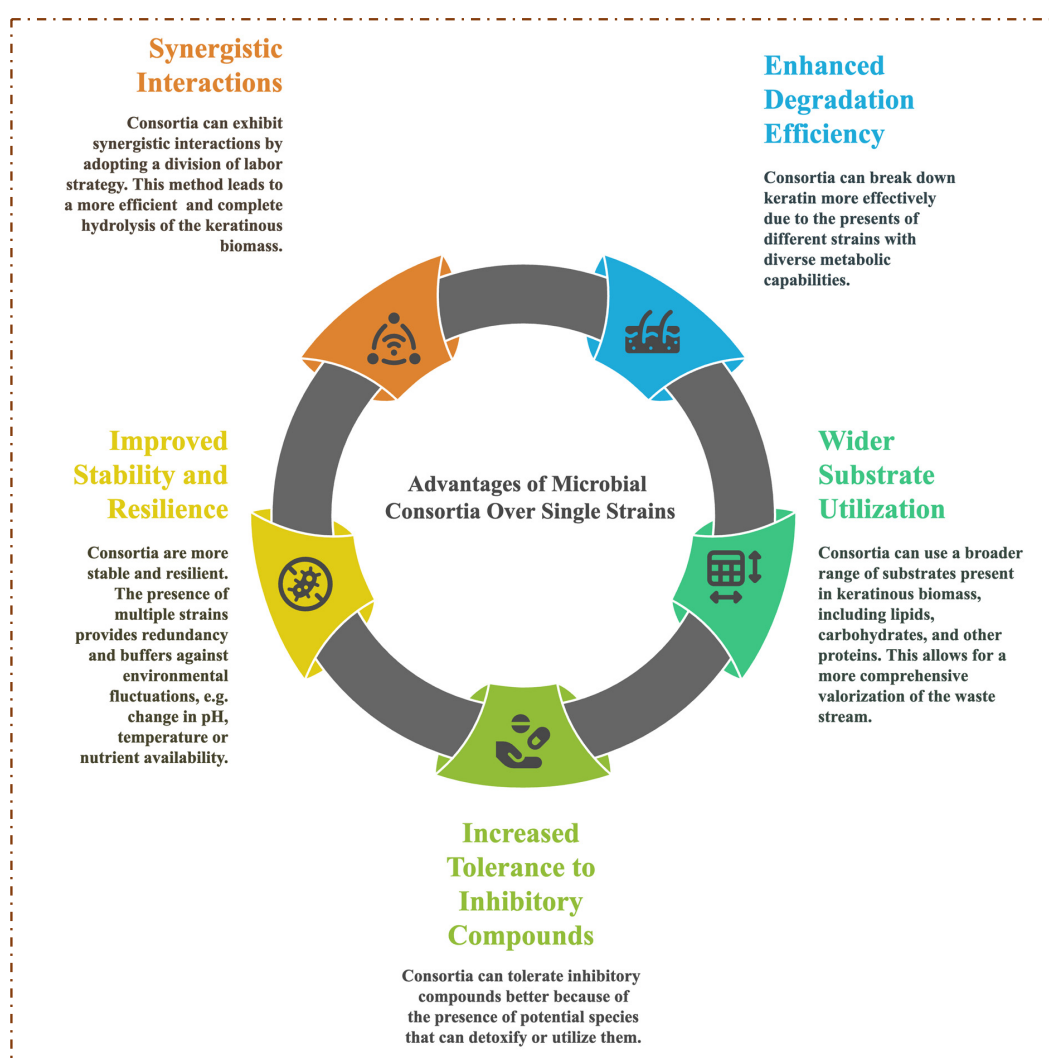 Synergistic
Interactions
Consortia can exhibit
synergistic interactions by
adopting a division of labor
strategy. This method leads to
a more efficient and complete
hydrolysis of the keratinous
biomass.
Enhanced
Degradation
Efficiency
Consortia can break down
keratin more effectively
due to the presents of
different strains with
diverse metabolic
capabilities.
Improved
Stability and
Resilience
Consortia are more
stable and resilient.
The presence of
multiple strains
provides redundancy
and buffers against
environmental
fluctuations, e.g.
change in pH,
temperature or
nutrient availability.
Advantages of Microbial
Consortia Over Single Strains
Wider
Substrate
Utilization
Consortia can use a broader
range of substrates present
in keratinous biomass,
including lipids,
carbohydrates, and other
proteins. This allows for a
more comprehensive
valorization of the waste
stream.
Increased
Tolerance to
Inhibitory
Compounds
Consortia can tolerate inhibitory
compounds better because of
the presence of potential species
that can detoxify or utilize them.